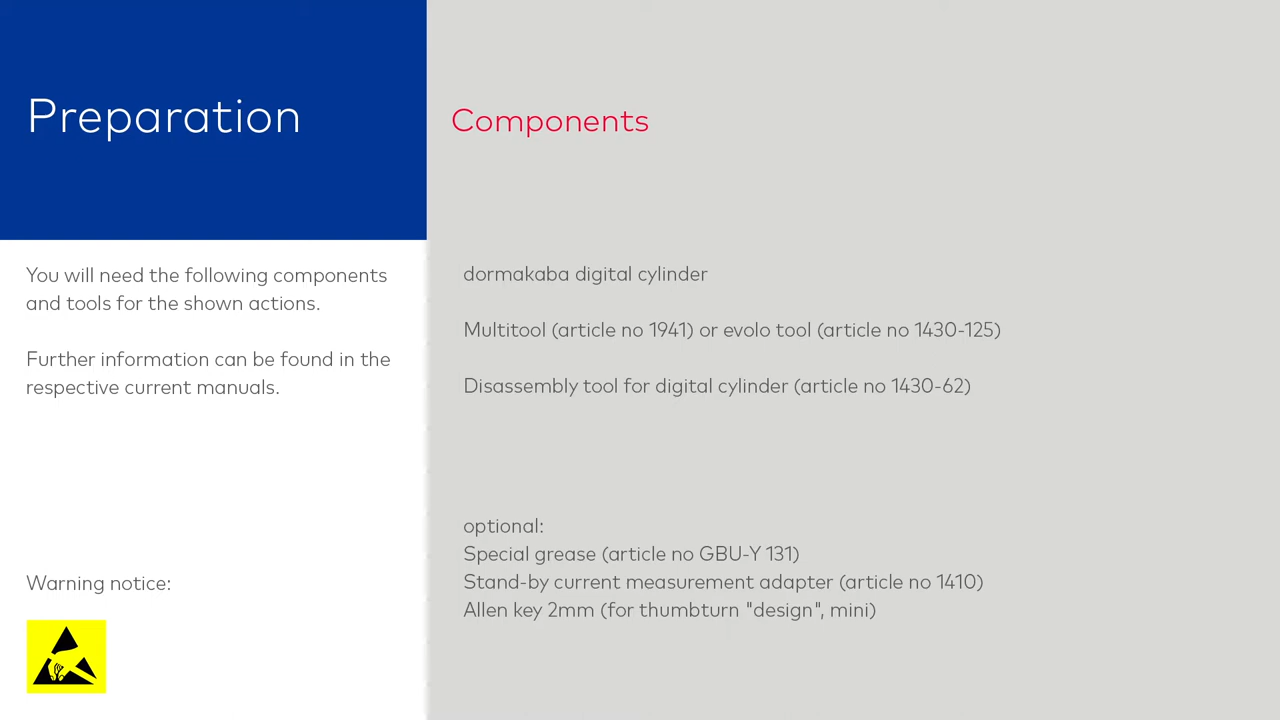 Preparation
Components
You will need the following components
and tools for the shown actions.
Further information can be found in the
respective current manuals.
Warning notice:
dormakaba digital cylinder
Multitool (article no 1941) or evolo tool (article no 1430-125)
Disassembly tool for digital cylinder (article no 1430-62)
optional:
Special grease (article no GBU-Y 131)
Stand-by current measurement adapter (article no 1410)
Allen key 2mm (for thumbturn "design", mini)